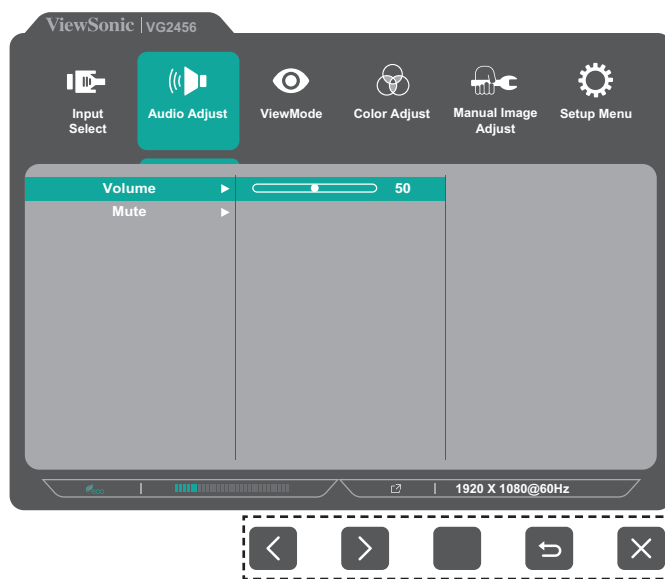 ViewSonic | VG2456
Input
Select
Audio Adjust
ViewMode
Color Adjust
Manual Image
Adjust
Setup Menu
Volume 50
Mute
eco
1920 X 1080@60Hz